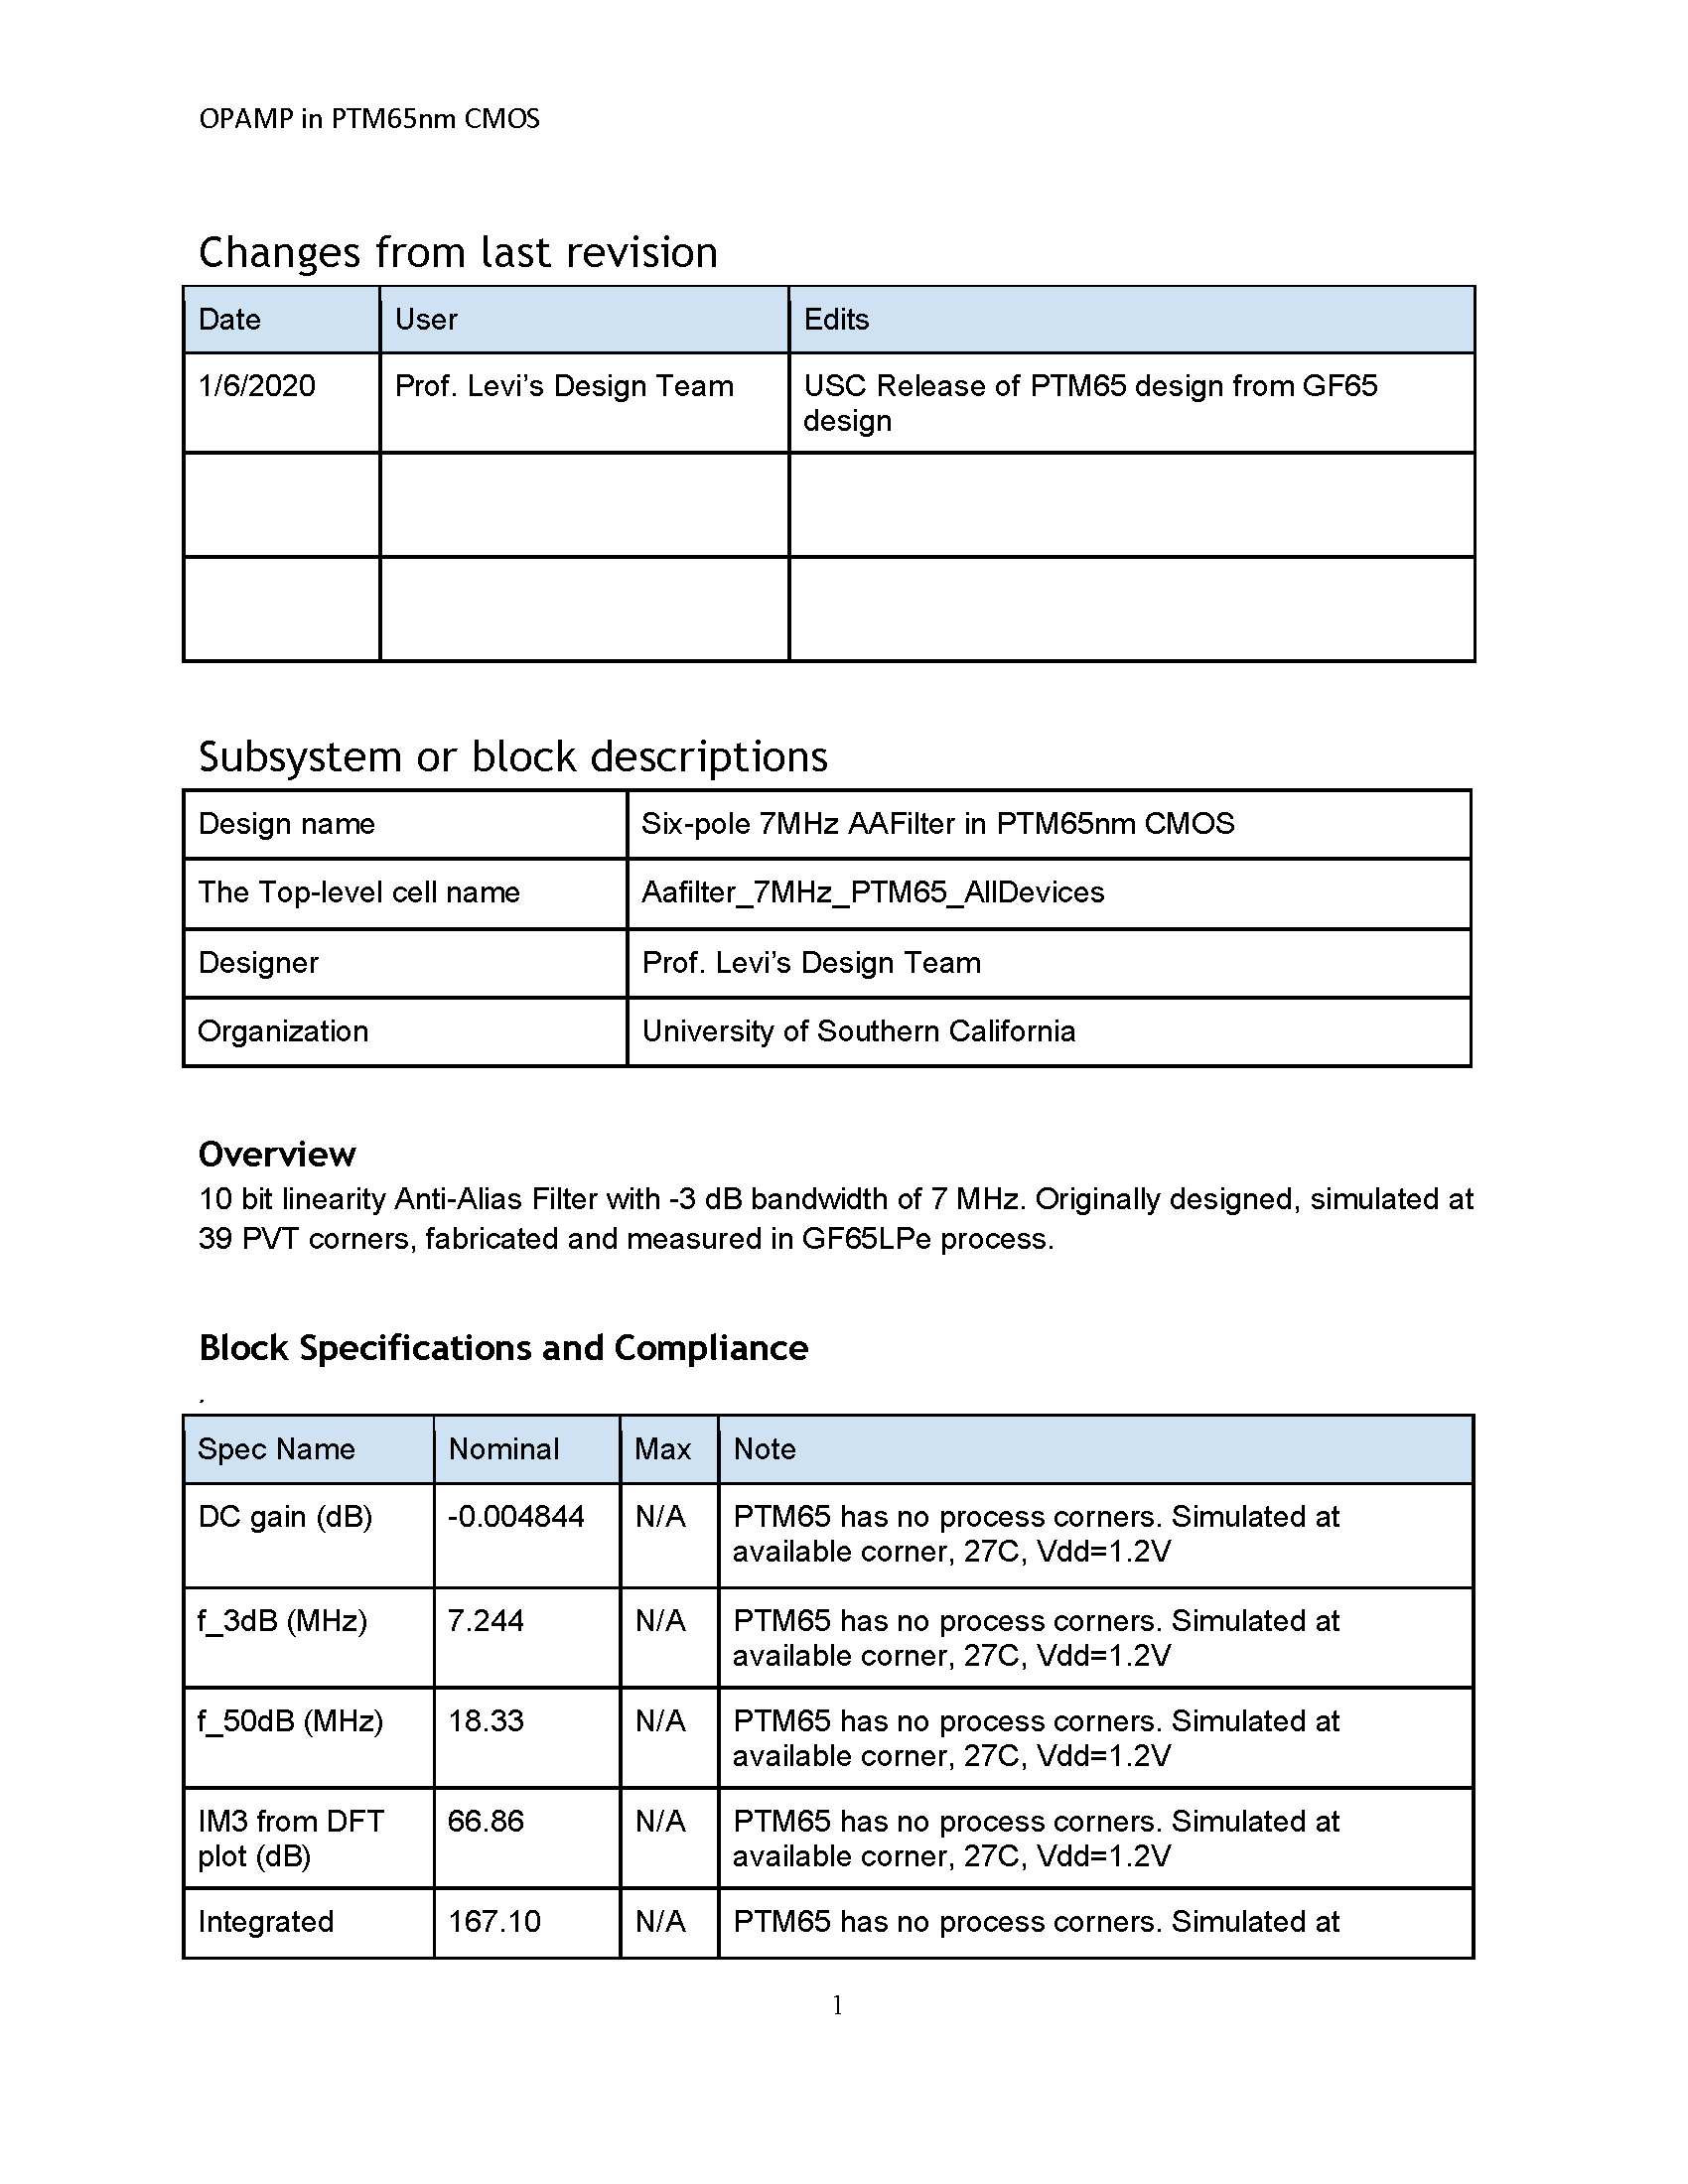 OPAMP in PTM65nm CMOS
Changes from last revision
Date User Edits
1/6/2020 Prof. Levi’s Design Team USC Release of PTM65 design from GF65
design
Subsystem or block descriptions
Design name Six-pole 7MHz AAFilter in PTM65nm CMOS
The Top-level cell name Aafilter_7MHz_PTM65_AllDevices
Designer Prof. Levi’s Design Team
Organization University of Southern California
Overview
10 bit linearity Anti-Alias Filter with -3 dB bandwidth of 7 MHz. Originally designed, simulated at
39 PVT corners, fabricated and measured in GF65LPe process.
Block Specifications and Compliance
.
Spec Name Nominal Max Note
DC gain (dB) -0.004844 N/A PTM65 has no process corners. Simulated at
available corner, 27C, Vdd=1.2V
f_3dB (MHz) 7.244 N/A PTM65 has no process corners. Simulated at
available corner, 27C, Vdd=1.2V
f_50dB (MHz) 18.33 N/A PTM65 has no process corners. Simulated at
available corner, 27C, Vdd=1.2V
IM3 from DFT 66.86 N/A PTM65 has no process corners. Simulated at
plot (dB) available corner, 27C, Vdd=1.2V
Integrated 167.10 N/A PTM65 has no process corners. Simulated at
1